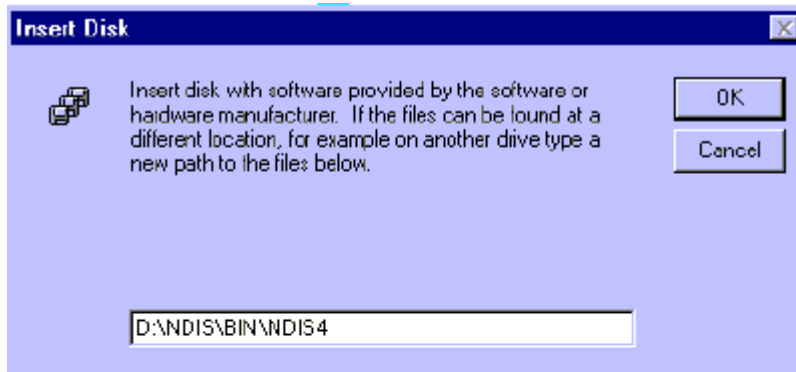 Insert Disk
Insert disk with software provided by the software or
hardware manufacturer. If the files can be found at a
different location, for example on another drive type a
new path to the files below.
OK
Cancel
D:\NDIS\BIN\NDIS4